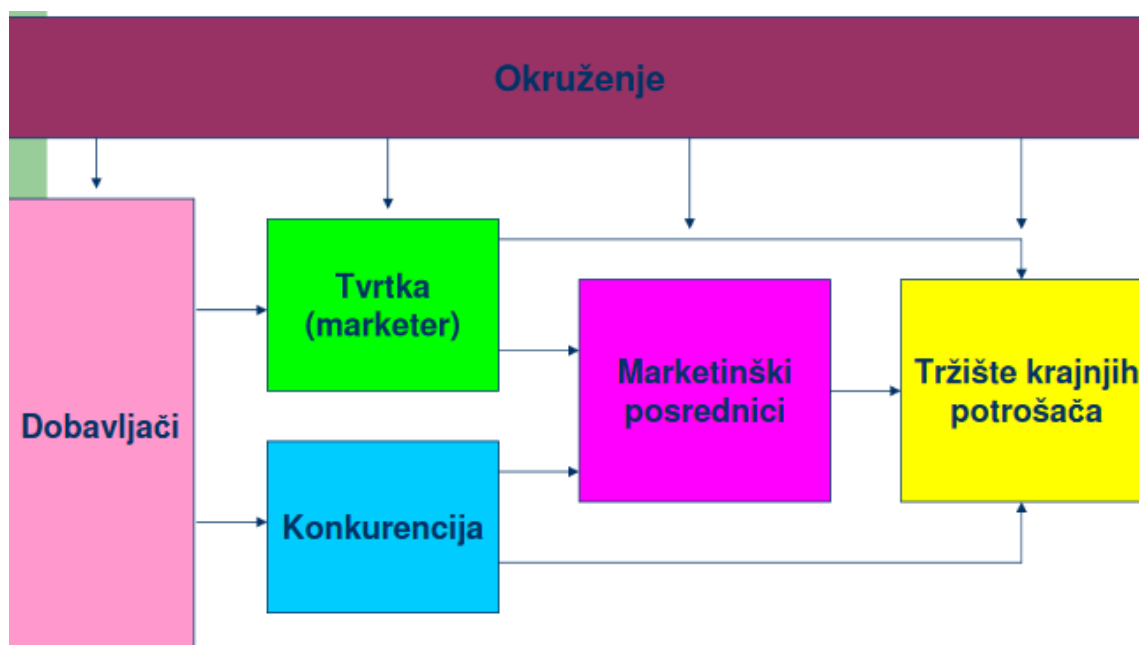 Okruženje
Tvrtka
(marketer)
Dobavljači
Konkurencija
Marketinški
posrednici
Tržište krajnjih
potrošača